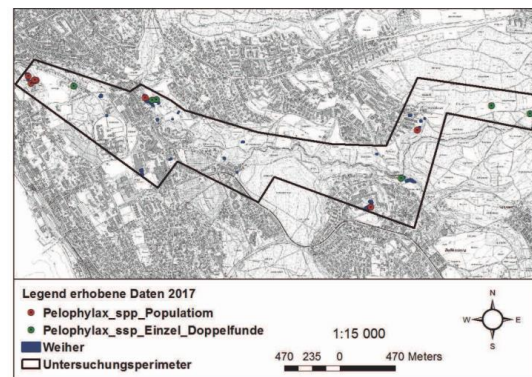 Legend erhobene Daten 2017
Pelophylax_spp_Populatiom
Pelophylax_ssp_Einzel_Doppelfunde
Weiher
Untersuchungsperimeter
1:15 000
470 235 0 470 Meters
N
W E
S